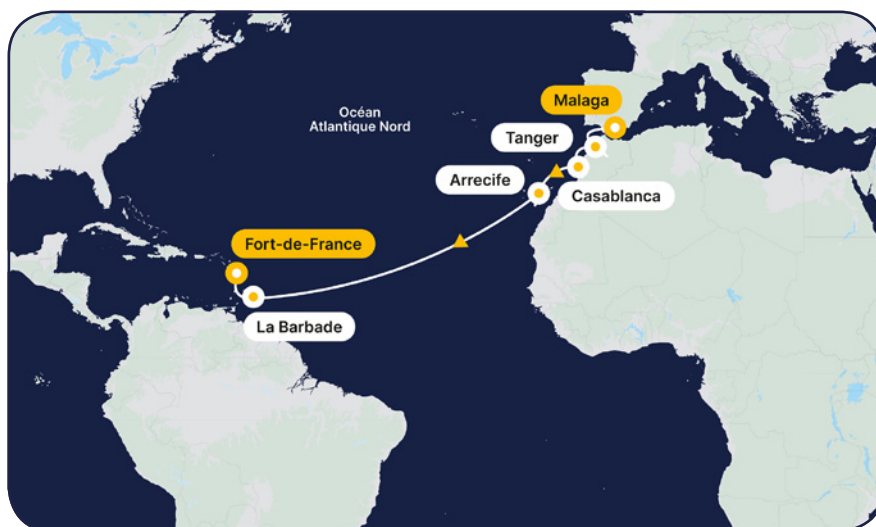 Océan
Atlantique Nord
Malaga
Tanger
Arrecife
Casablanca
Fort-de-France
La Barbade